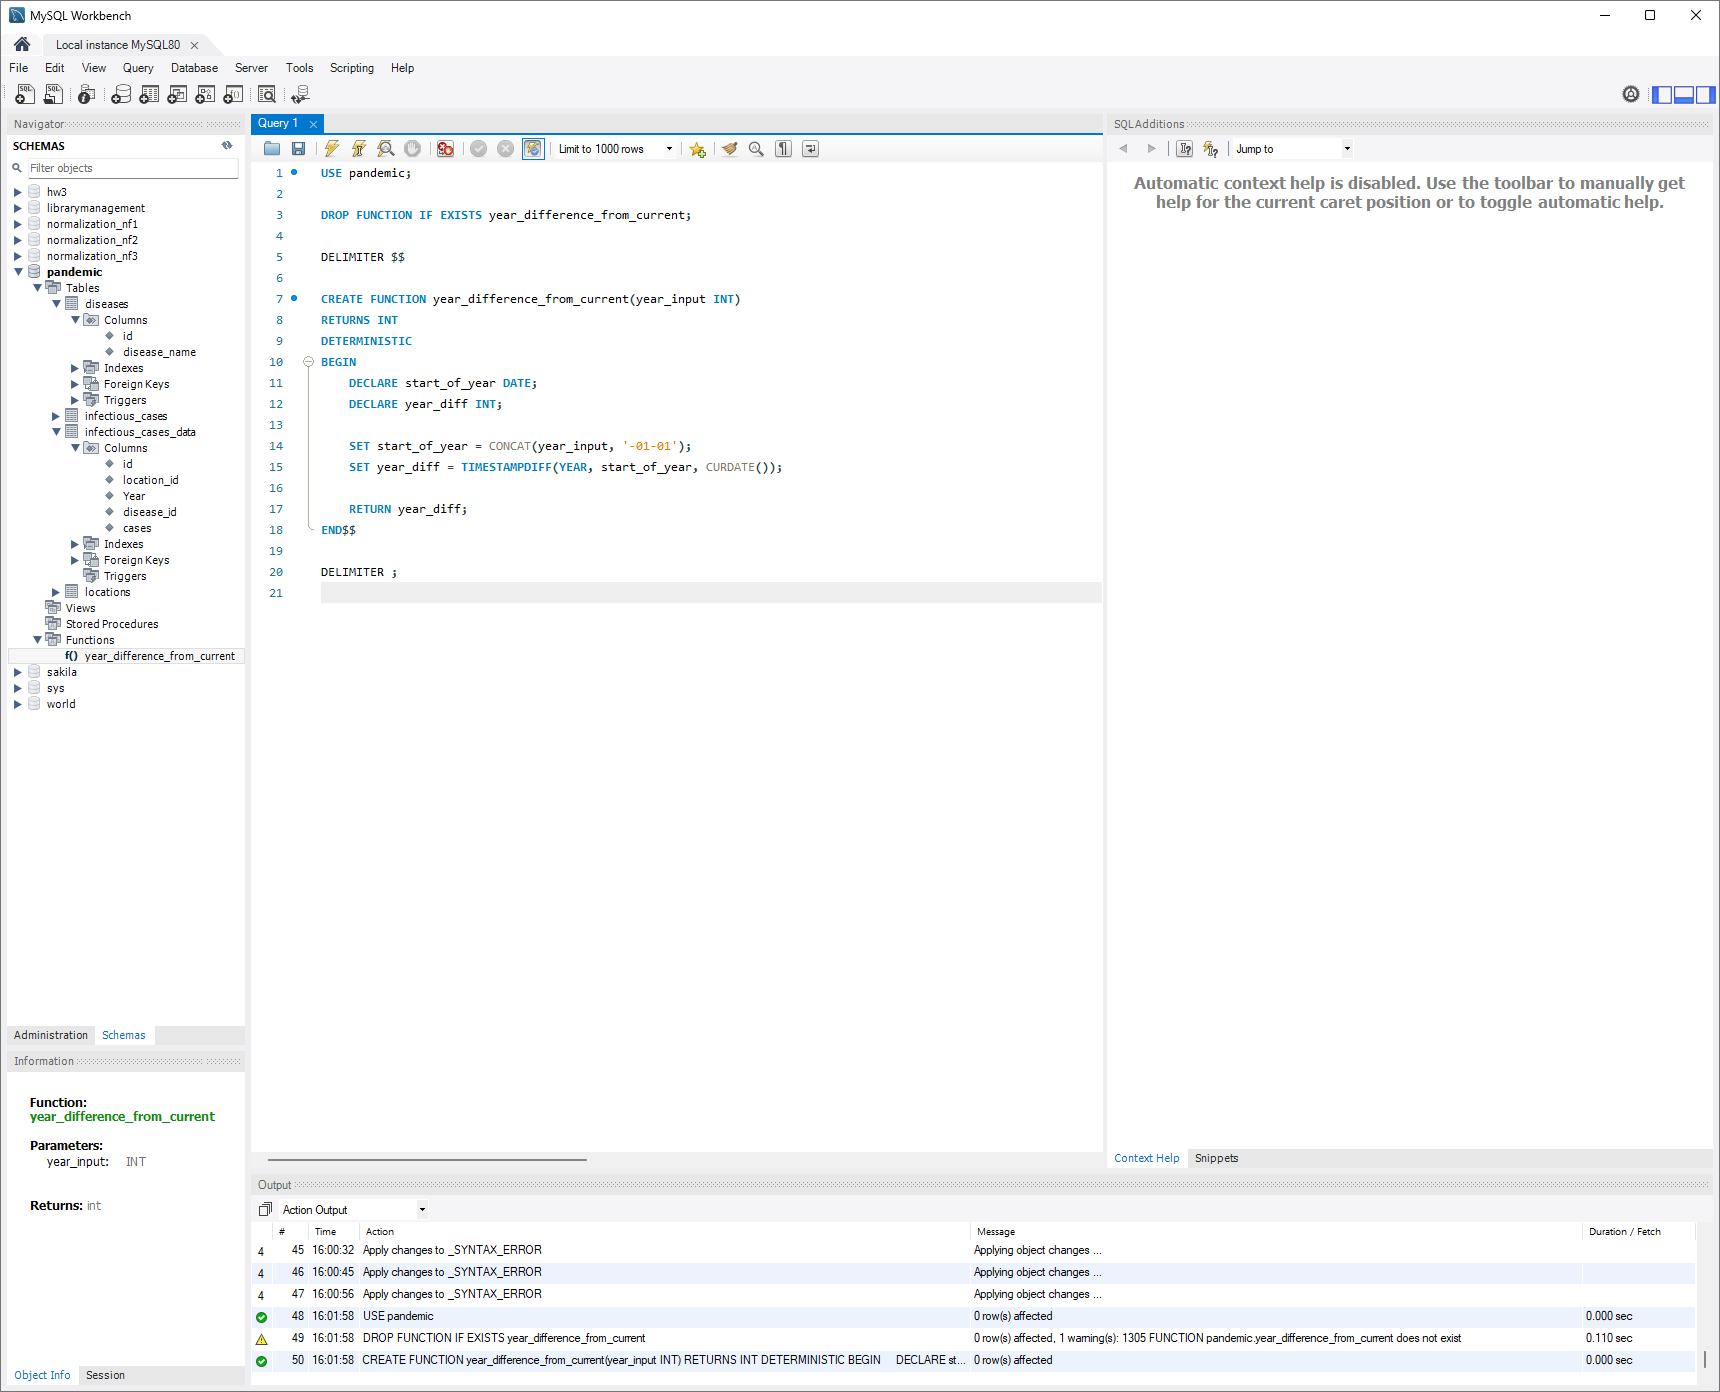 MySQL Workbench
Local instance MySQL80
File Edit View Query Database Server Tools Scripting Help
Navigator
SCHEMAS
Filter objects
hw3
librarymanagement
normalization_nf1
normalization_nf2
normalization_nf3
pandemic
Tables
diseases
Columns
id
disease_name
Indexes
Foreign Keys
Triggers
infectious_cases
infectious_cases_data
Columns
id
location_id
Year
disease_id
cases
Indexes
Foreign Keys
Triggers
locations
Views
Stored Procedures
Functions
f() year_difference_from_current
sakila
sys
world
Administration Schemas
Information
Function:
year_difference_from_current
Parameters:
year_input: INT
Returns: int
Object Info Session
Query 1
Limit to 1000 rows
1 USE pandemic;
2
3 DROP FUNCTION IF EXISTS year_difference_from_current;
4
5 DELIMITER $$
6
7 CREATE FUNCTION year_difference_from_current(year_input INT)
8 RETURNS INT
9 DETERMINISTIC
10 BEGIN
11 DECLARE start_of_year DATE;
12 DECLARE year_diff INT;
13
14 SET start_of_year = CONCAT(year_input, '-01-01');
15 SET year_diff = TIMESTAMPDIFF(YEAR, start_of_year, CURDATE());
16
17 RETURN year_diff;
18 END$$
19
20 DELIMITER ;
21
SQLAdditions
Jump to
Automatic context help is disabled. Use the toolbar to manually get
help for the current caret position or to toggle automatic help.
Context Help Snippets
Output
Action Output
# Time Action Message Duration / Fetch
4 45 16:00:32 Apply changes to _SYNTAX_ERROR Applying object changes ...
4 46 16:00:45 Apply changes to _SYNTAX_ERROR Applying object changes ...
4 47 16:00:56 Apply changes to _SYNTAX_ERROR Applying object changes ...
48 16:01:58 USE pandemic 0 row(s) affected 0.000 sec
49 16:01:58 DROP FUNCTION IF EXISTS year_difference_from_current 0 row(s) affected, 1 warning(s): 1305 FUNCTION pandemic.year_difference_from_current does not exist 0.110 sec
50 16:01:58 CREATE FUNCTION year_difference_from_current(year_input INT) RETURNS INT DETERMINISTIC BEGIN DECLARE st... 0 row(s) affected 0.000 sec